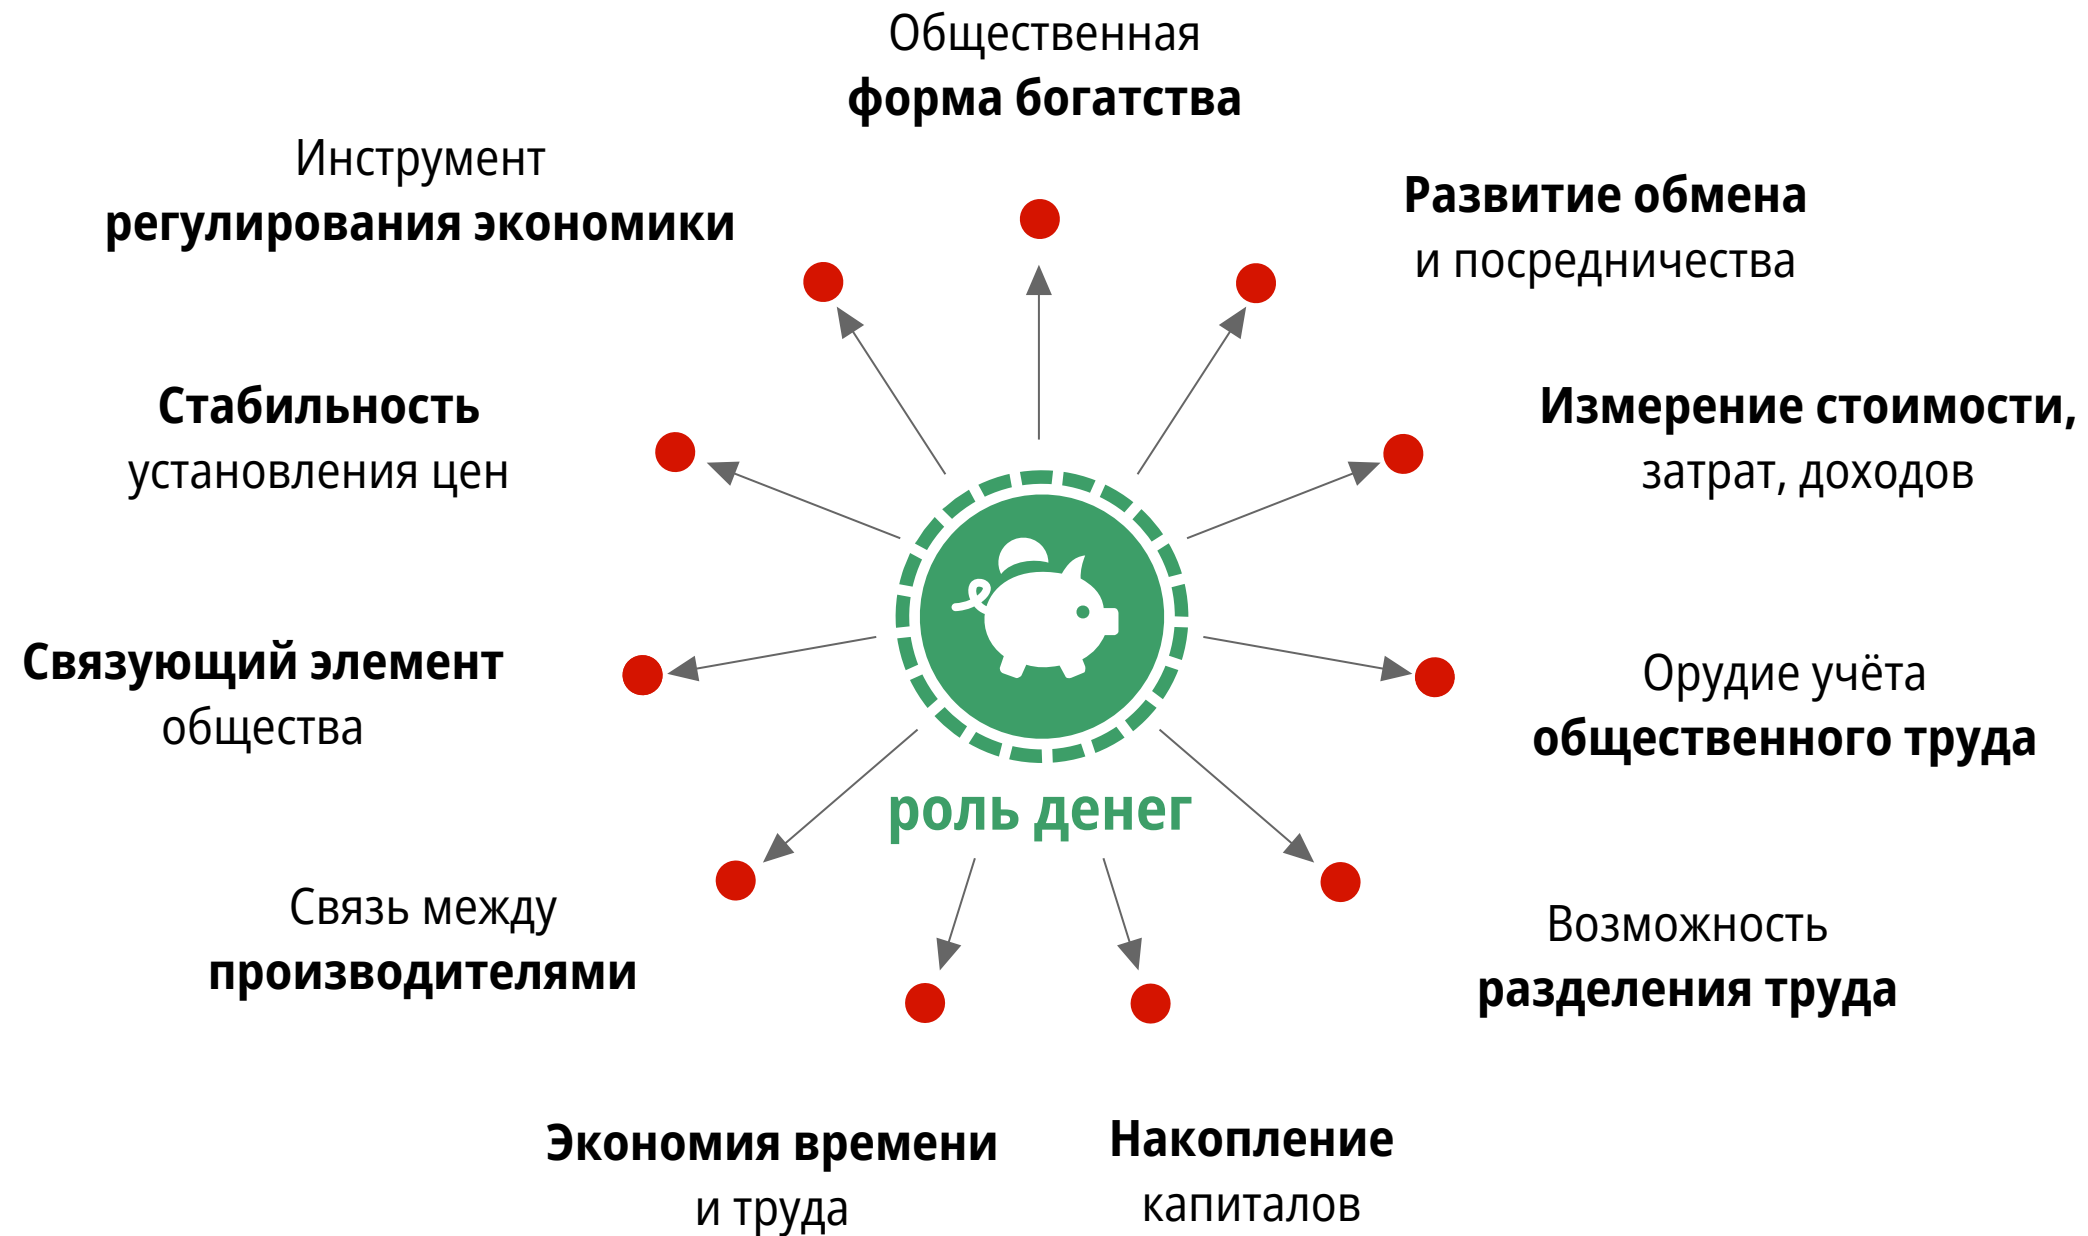 Общественная
форма богатства
Инструмент
регулирования экономики
Развитие обмена
и посредничества
Стабильность
установления цен
Измерение стоимости,
затрат, доходов
Связующий элемент
общества
Орудие учёта
общественного труда
роль денег
Связь между
производителями
Возможность
разделения труда
Экономия времени
и труда
Накопление
капиталов